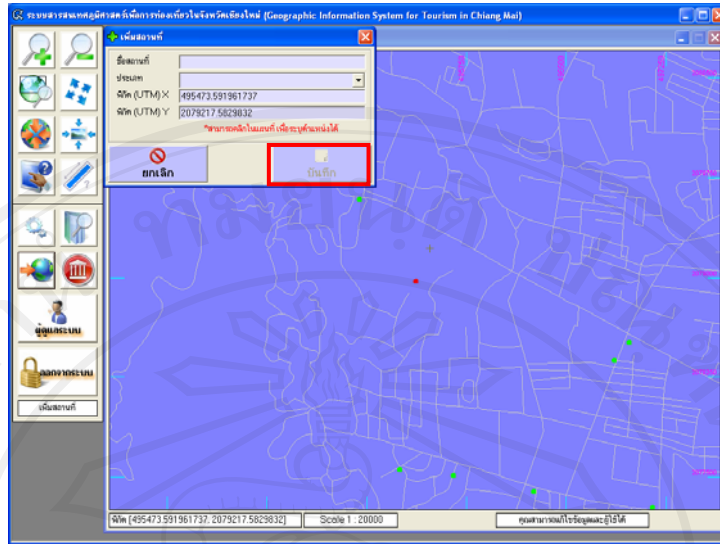 ระบบสารสนเทศภูมิศาสตร์เพื่อการท่องเที่ยวในจังหวัดเชียงใหม่ (Geographic Information System for Tourism in Chiang Mai)
เพิ่มสถานที่
ชื่อสถานที่
ประเภท
พิกัด (UTM) X 495473.591961737
พิกัด (UTM) Y 2079217.5829832
*สามารถคลิกในแผนที่ เพื่อระบุตำแหน่งได้
ยกเลิก
บันทึก
ผู้ดูแลระบบ
ออกจากระบบ
เพิ่มสถานที่
พิกัด [495473.591961737, 2079217.5829832]
Scale 1 : 20000
คุณสามารถแก้ไขข้อมูลและผู้ใช้ได้